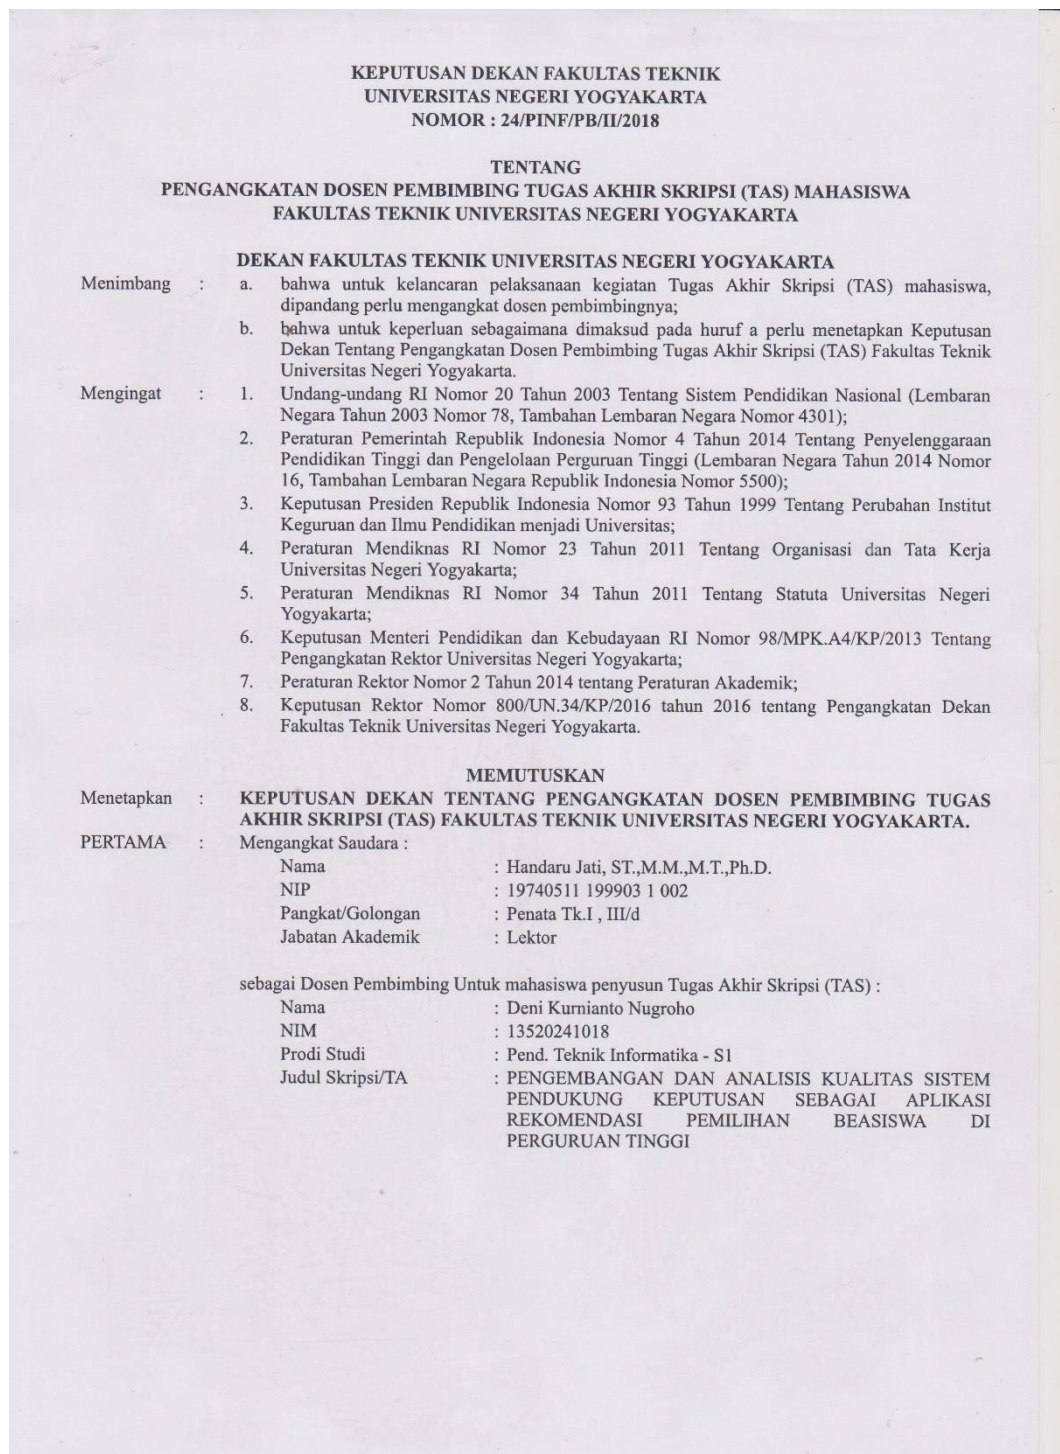 KEPUTUSAN DEKAN FAKULTAS TEKNIK
UNIVERSITAS NEGERI YOGYAKARTA
NOMOR : 24/PINF/PB/II/2018
TENTANG
PENGANGKATAN DOSEN PEMBIMBING TUGAS AKHIR SKRIPSI (TAS) MAHASISWA
FAKULTAS TEKNIK UNIVERSITAS NEGERI YOGYAKARTA
DEKAN FAKULTAS TEKNIK UNIVERSITAS NEGERI YOGYAKARTA
Menimbang : a. bahwa untuk kelancaran pelaksanaan kegiatan Tugas Akhir Skripsi (TAS) mahasiswa,
dipandang perlu mengangkat dosen pembimbingnya;
b. bahwa untuk keperluan sebagaimana dimaksud pada huruf a perlu menetapkan Keputusan
Dekan Tentang Pengangkatan Dosen Pembimbing Tugas Akhir Skripsi (TAS) Fakultas Teknik
Universitas Negeri Yogyakarta.
Mengingat : 1. Undang-undang RI Nomor 20 Tahun 2003 Tentang Sistem Pendidikan Nasional (Lembaran
Negara Tahun 2003 Nomor 78, Tambahan Lembaran Negara Nomor 4301);
2. Peraturan Pemerintah Republik Indonesia Nomor 4 Tahun 2014 Tentang Penyelenggaraan
Pendidikan Tinggi dan Pengelolaan Perguruan Tinggi (Lembaran Negara Tahun 2014 Nomor
16, Tambahan Lembaran Negara Republik Indonesia Nomor 5500);
3. Keputusan Presiden Republik Indonesia Nomor 93 Tahun 1999 Tentang Perubahan Institut
Keguruan dan Ilmu Pendidikan menjadi Universitas;
4. Peraturan Mendiknas RI Nomor 23 Tahun 2011 Tentang Organisasi dan Tata Kerja
Universitas Negeri Yogyakarta;
5. Peraturan Mendiknas RI Nomor 34 Tahun 2011 Tentang Statuta Universitas Negeri
Yogyakarta;
6. Keputusan Menteri Pendidikan dan Kebudayaan RI Nomor 98/MPK.A4/KP/2013 Tentang
Pengangkatan Rektor Universitas Negeri Yogyakarta;
7. Peraturan Rektor Nomor 2 Tahun 2014 tentang Peraturan Akademik;
8. Keputusan Rektor Nomor 800/UN.34/KP/2016 tahun 2016 tentang Pengangkatan Dekan
Fakultas Teknik Universitas Negeri Yogyakarta.
MEMUTUSKAN
Menetapkan : KEPUTUSAN DEKAN TENTANG PENGANGKATAN DOSEN PEMBIMBING TUGAS
AKHIR SKRIPSI (TAS) FAKULTAS TEKNIK UNIVERSITAS NEGERI YOGYAKARTA.
PERTAMA : Mengangkat Saudara :
Nama : Handaru Jati, ST.,M.M.,M.T.,Ph.D.
NIP : 19740511 199903 1 002
Pangkat/Golongan : Penata Tk.I , III/d
Jabatan Akademik : Lektor
sebagai Dosen Pembimbing Untuk mahasiswa penyusun Tugas Akhir Skripsi (TAS) :
Nama : Deni Kurnianto Nugroho
NIM : 13520241018
Prodi Studi : Pend. Teknik Informatika - S1
Judul Skripsi/TA : PENGEMBANGAN DAN ANALISIS KUALITAS SISTEM
PENDUKUNG KEPUTUSAN SEBAGAI APLIKASI
REKOMENDASI PEMILIHAN BEASISWA DI
PERGURUAN TINGGI